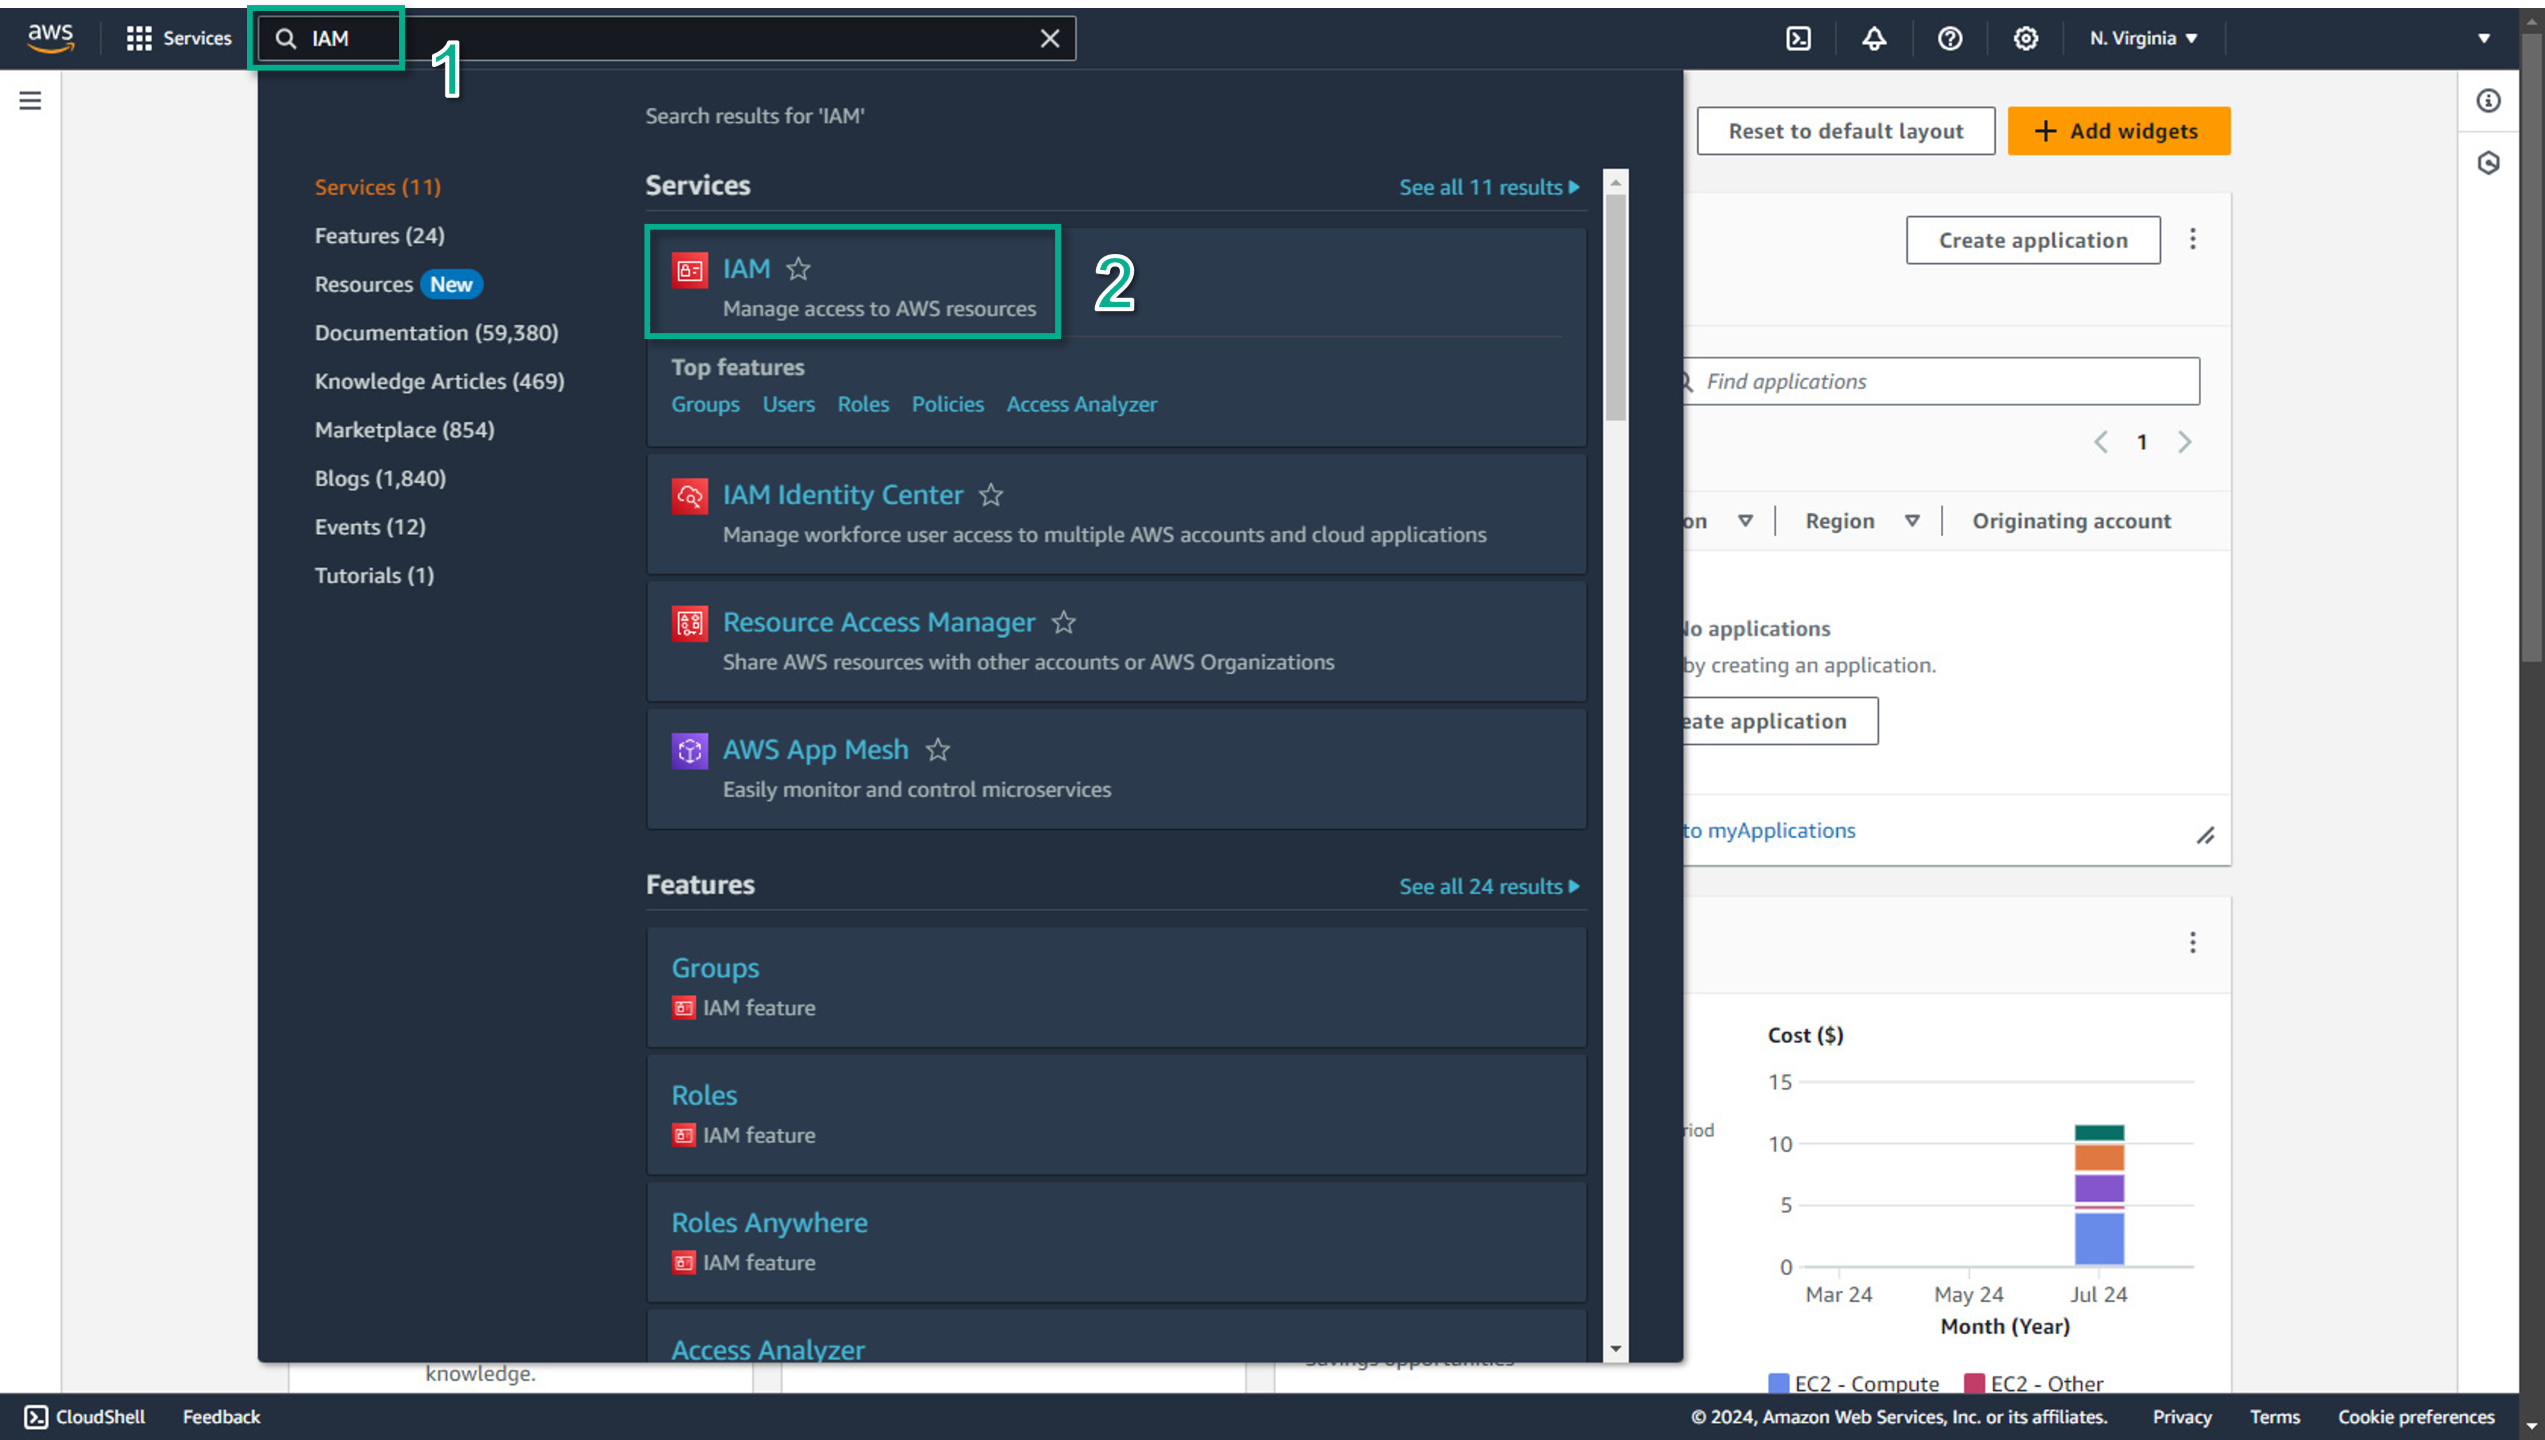 aws
Services
IAM
1
N. Virginia
Search results for 'IAM'
Services (11)
Features (24)
Resources New
Documentation (59,380)
Knowledge Articles (469)
Marketplace (854)
Blogs (1,840)
Events (12)
Tutorials (1)
Services
See all 11 results
IAM
Manage access to AWS resources
2
Top features
Groups Users Roles Policies Access Analyzer
IAM Identity Center
Manage workforce user access to multiple AWS accounts and cloud applications
Resource Access Manager
Share AWS resources with other accounts or AWS Organizations
AWS App Mesh
Easily monitor and control microservices
Features
See all 24 results
Groups
IAM feature
Roles
IAM feature
Roles Anywhere
IAM feature
Access Analyzer
Reset to default layout
+ Add widgets
Create application
Find applications
1
on Region Originating account
No applications
by creating an application.
eate application
to myApplications
riod
Cost ($)
15
10
5
0
Mar 24 May 24 Jul 24
Month (Year)
EC2 - Compute EC2 - Other
knowledge.
CloudShell Feedback
© 2024, Amazon Web Services, Inc. or its affiliates. Privacy Terms Cookie preferences